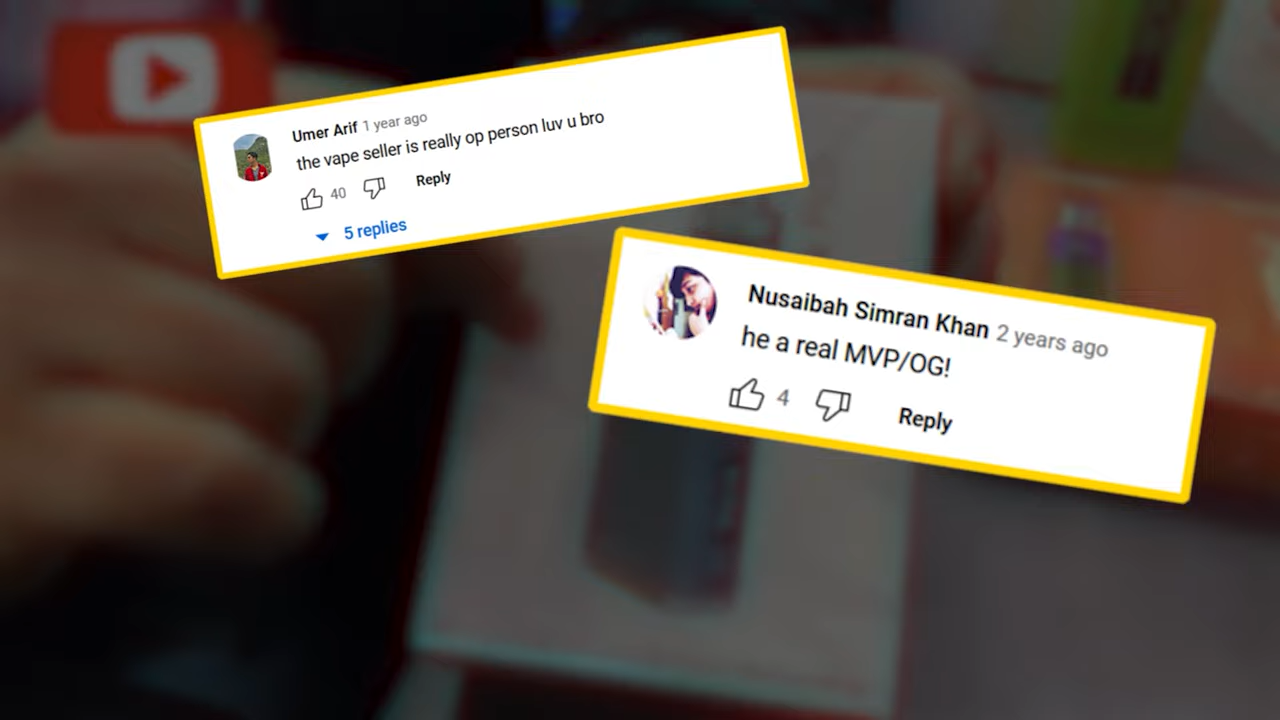 Umer Arif 1 year ago
the vape seller is really op person luv u bro
40
Reply
5 replies
Nusaibah Simran Khan 2 years ago
he a real MVP/OG!
4
Reply